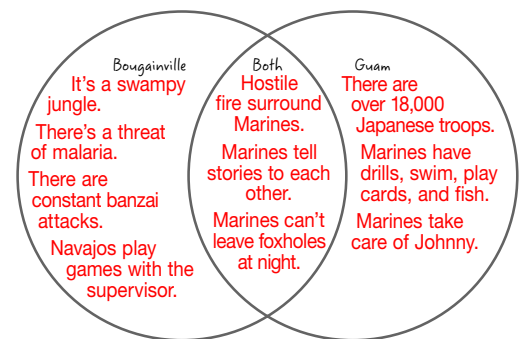 Bougainville
It's a swampy
jungle.
There's a threat
of malaria.
There are
constant banzai
attacks.
Navajos play
games with the
supervisor.
Both
Hostile
fire surround
Marines.
Marines tell
stories to each
other.
Marines can't
leave foxholes
at night.
Guam
There are
over 18,000
Japanese troops.
Marines have
drills, swim, play
cards, and fish.
Marines take
care of Johnny.